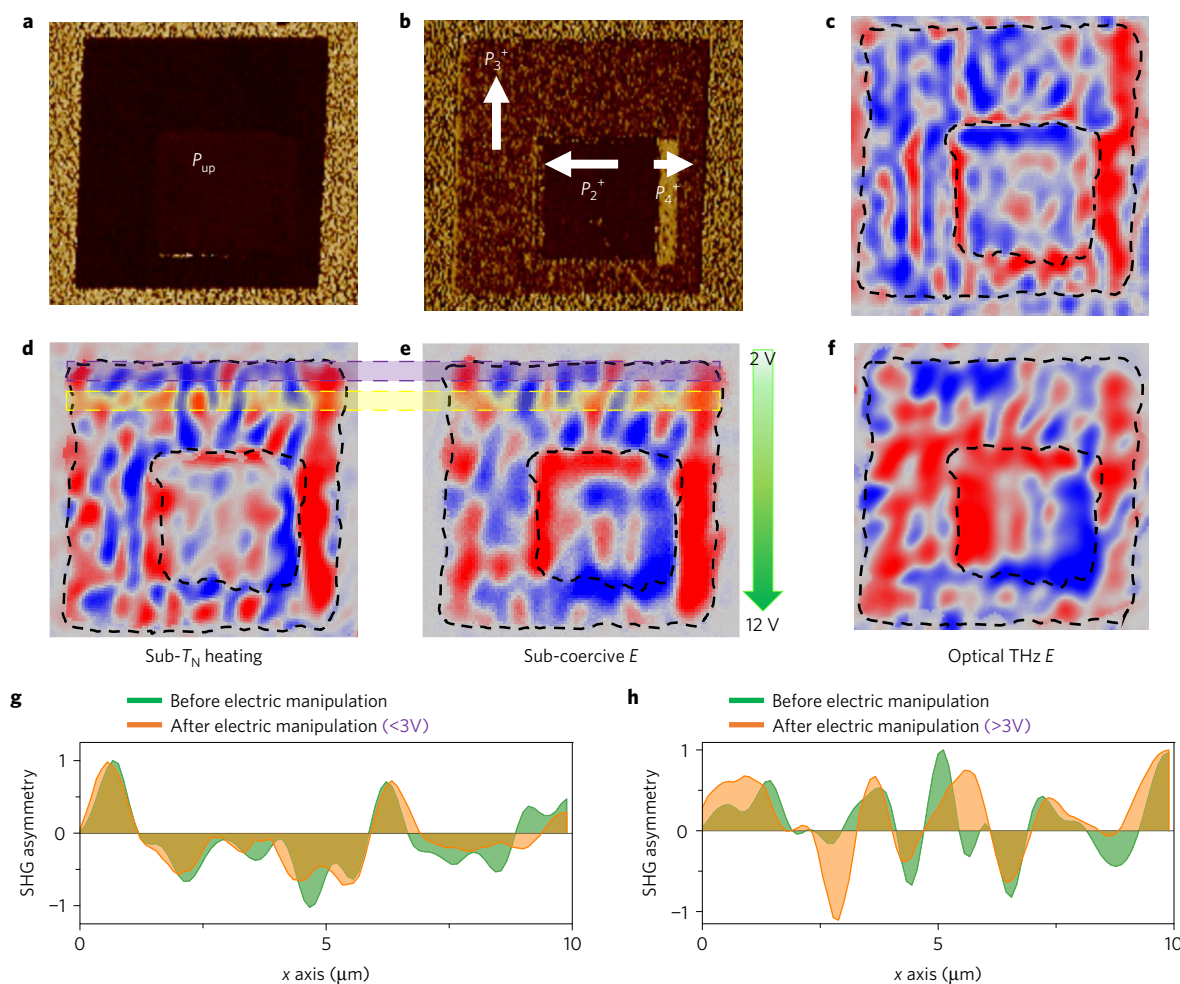 a
b
c
P_up
P_3^+
P_2^+
P_4^+
d
e
f
2 V
12 V
Sub-T_N heating
Sub-coercive E
Optical THz E
g
Before electric manipulation
After electric manipulation (<3V)
SHG asymmetry
1
0
−1
0
5
10
x axis (μm)
h
Before electric manipulation
After electric manipulation (>3V)
SHG asymmetry
1
0
−1
0
5
10
x axis (μm)